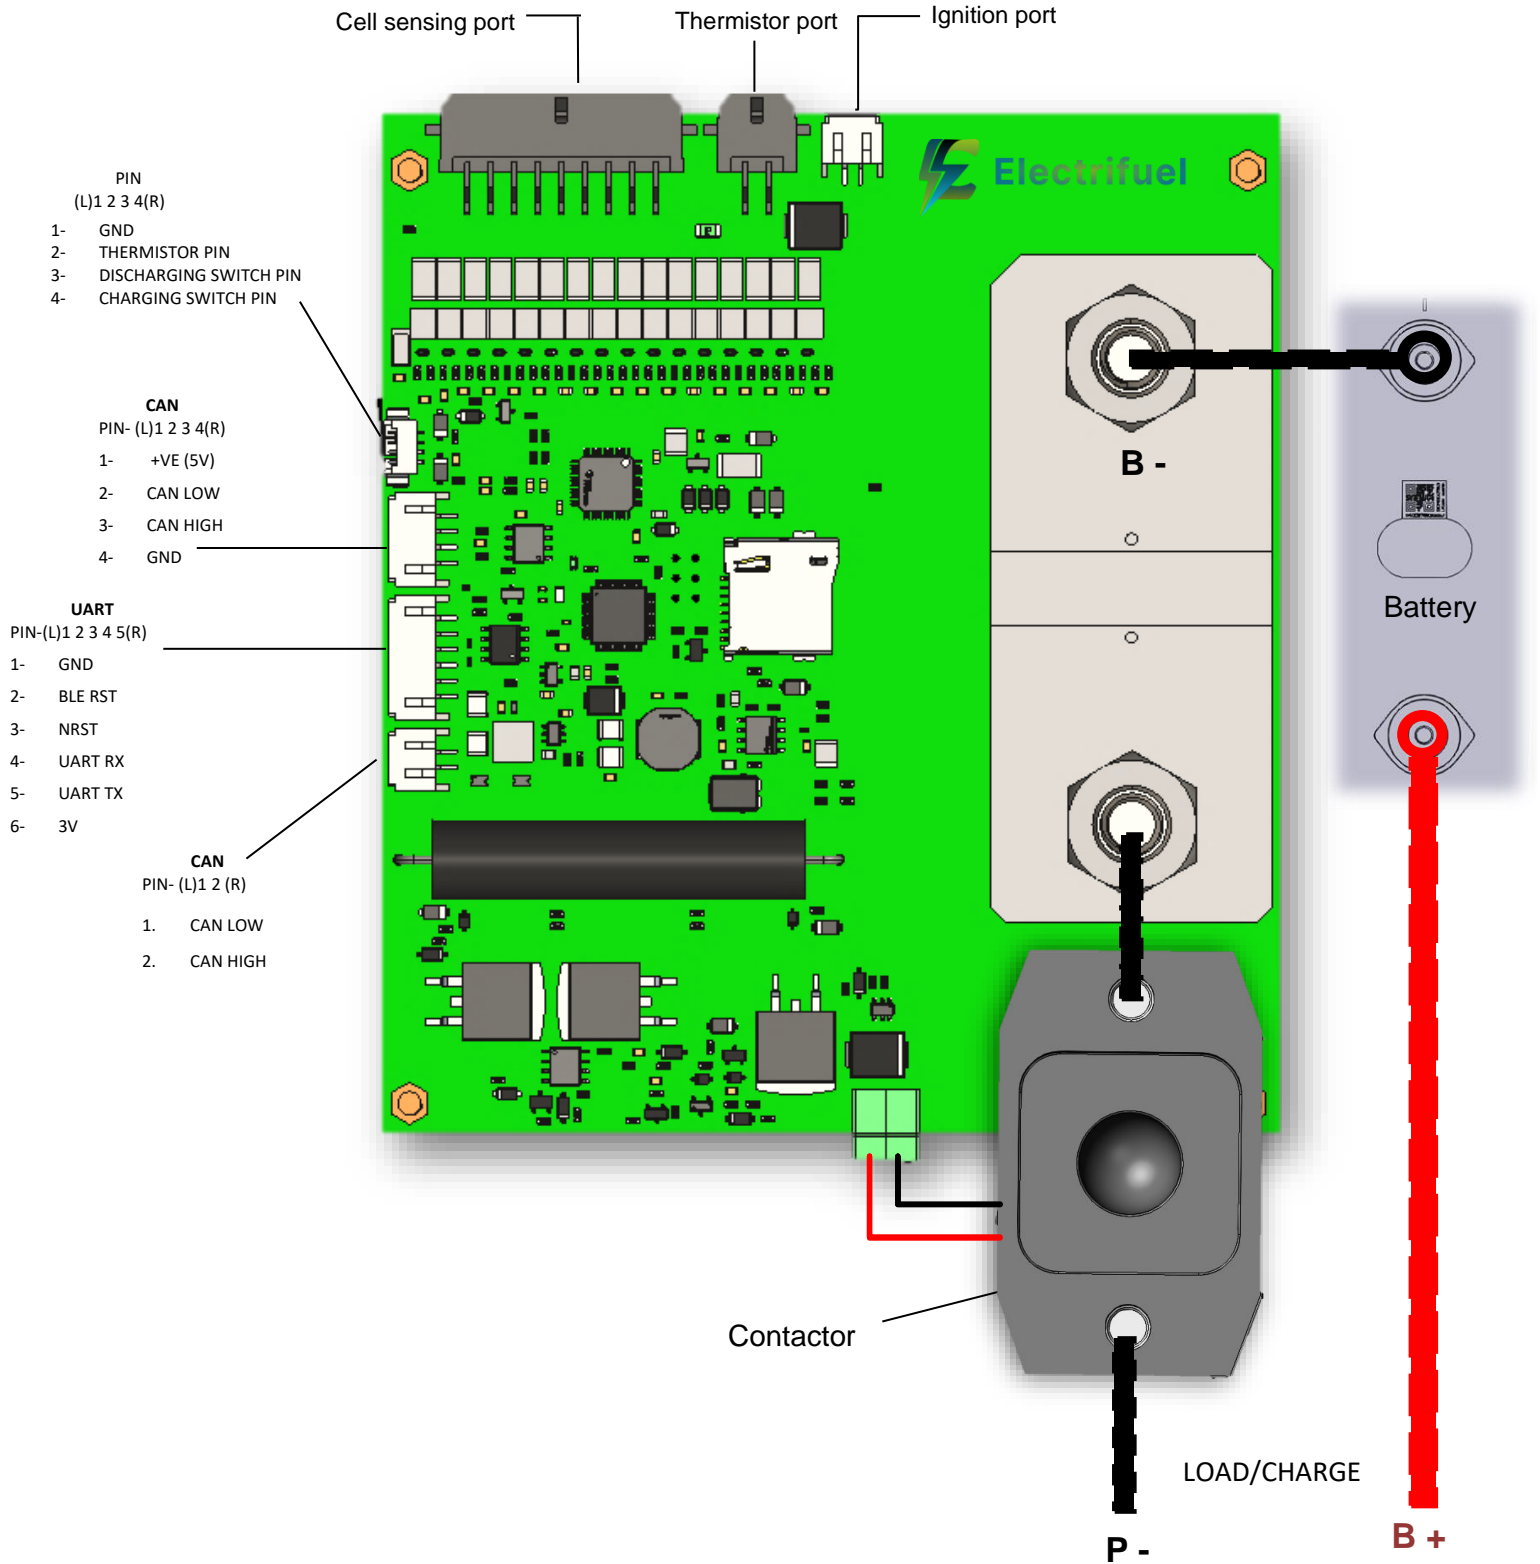 Cell sensing port
Thermistor port
Ignition port
Electrifuel
PIN
(L)1 2 3 4(R)
1- GND
2- THERMISTOR PIN
3- DISCHARGING SWITCH PIN
4- CHARGING SWITCH PIN
CAN
PIN- (L)1 2 3 4(R)
1- +VE (5V)
2- CAN LOW
3- CAN HIGH
4- GND
UART
PIN-(L)1 2 3 4 5(R)
1- GND
2- BLE RST
3- NRST
4- UART RX
5- UART TX
6- 3V
CAN
PIN- (L)1 2 (R)
1. CAN LOW
2. CAN HIGH
B -
Battery
Contactor
LOAD/CHARGE
P -
B +